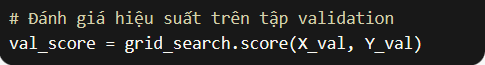 # Đánh giá hiệu suất trên tập validation
val_score = grid_search.score(X_val, Y_val)